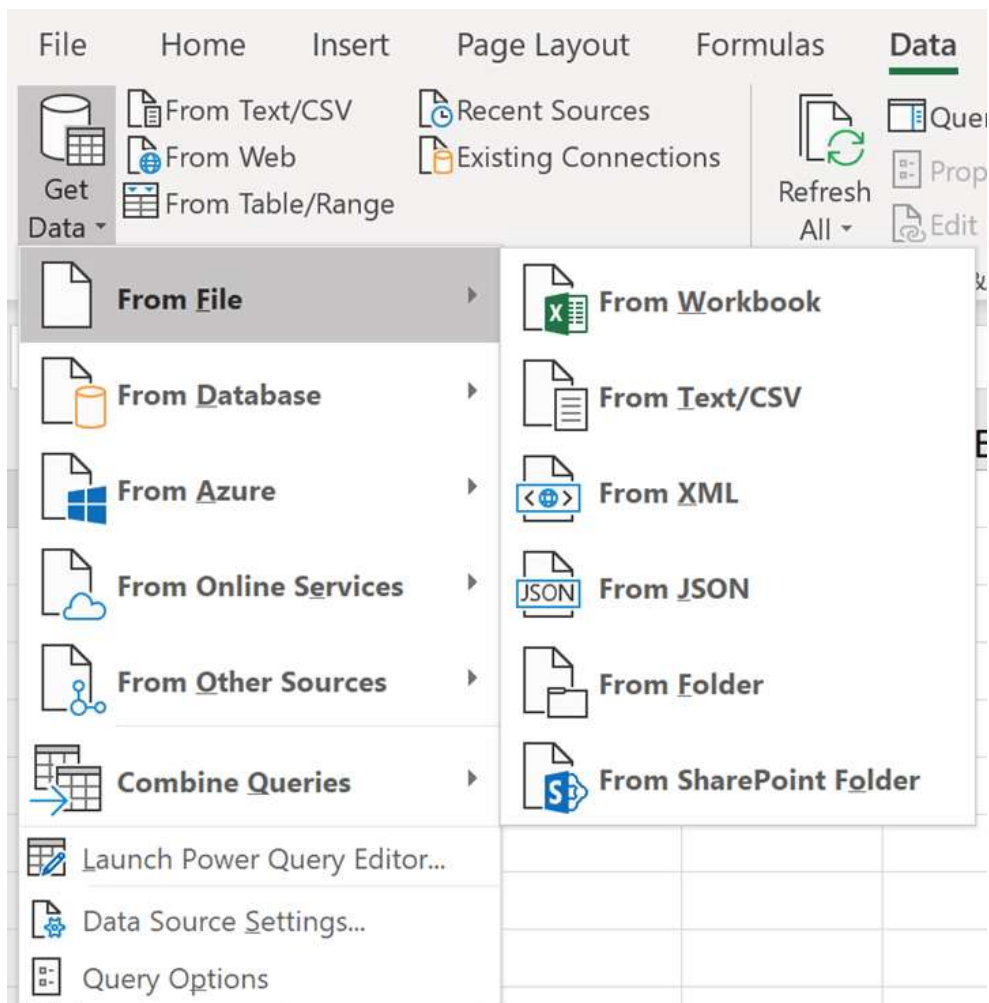 File Home Insert Page Layout Formulas Data
From Text/CSV Recent Sources
From Web Existing Connections
From Table/Range
Get
Data
Refresh
All
Quer
Prop
Edit
&
From File
From Database
From Azure
From Online Services
From Other Sources
Combine Queries
Launch Power Query Editor...
Data Source Settings...
Query Options
From Workbook
From Text/CSV
From XML
JSON From JSON
From Folder
From SharePoint Folder
E